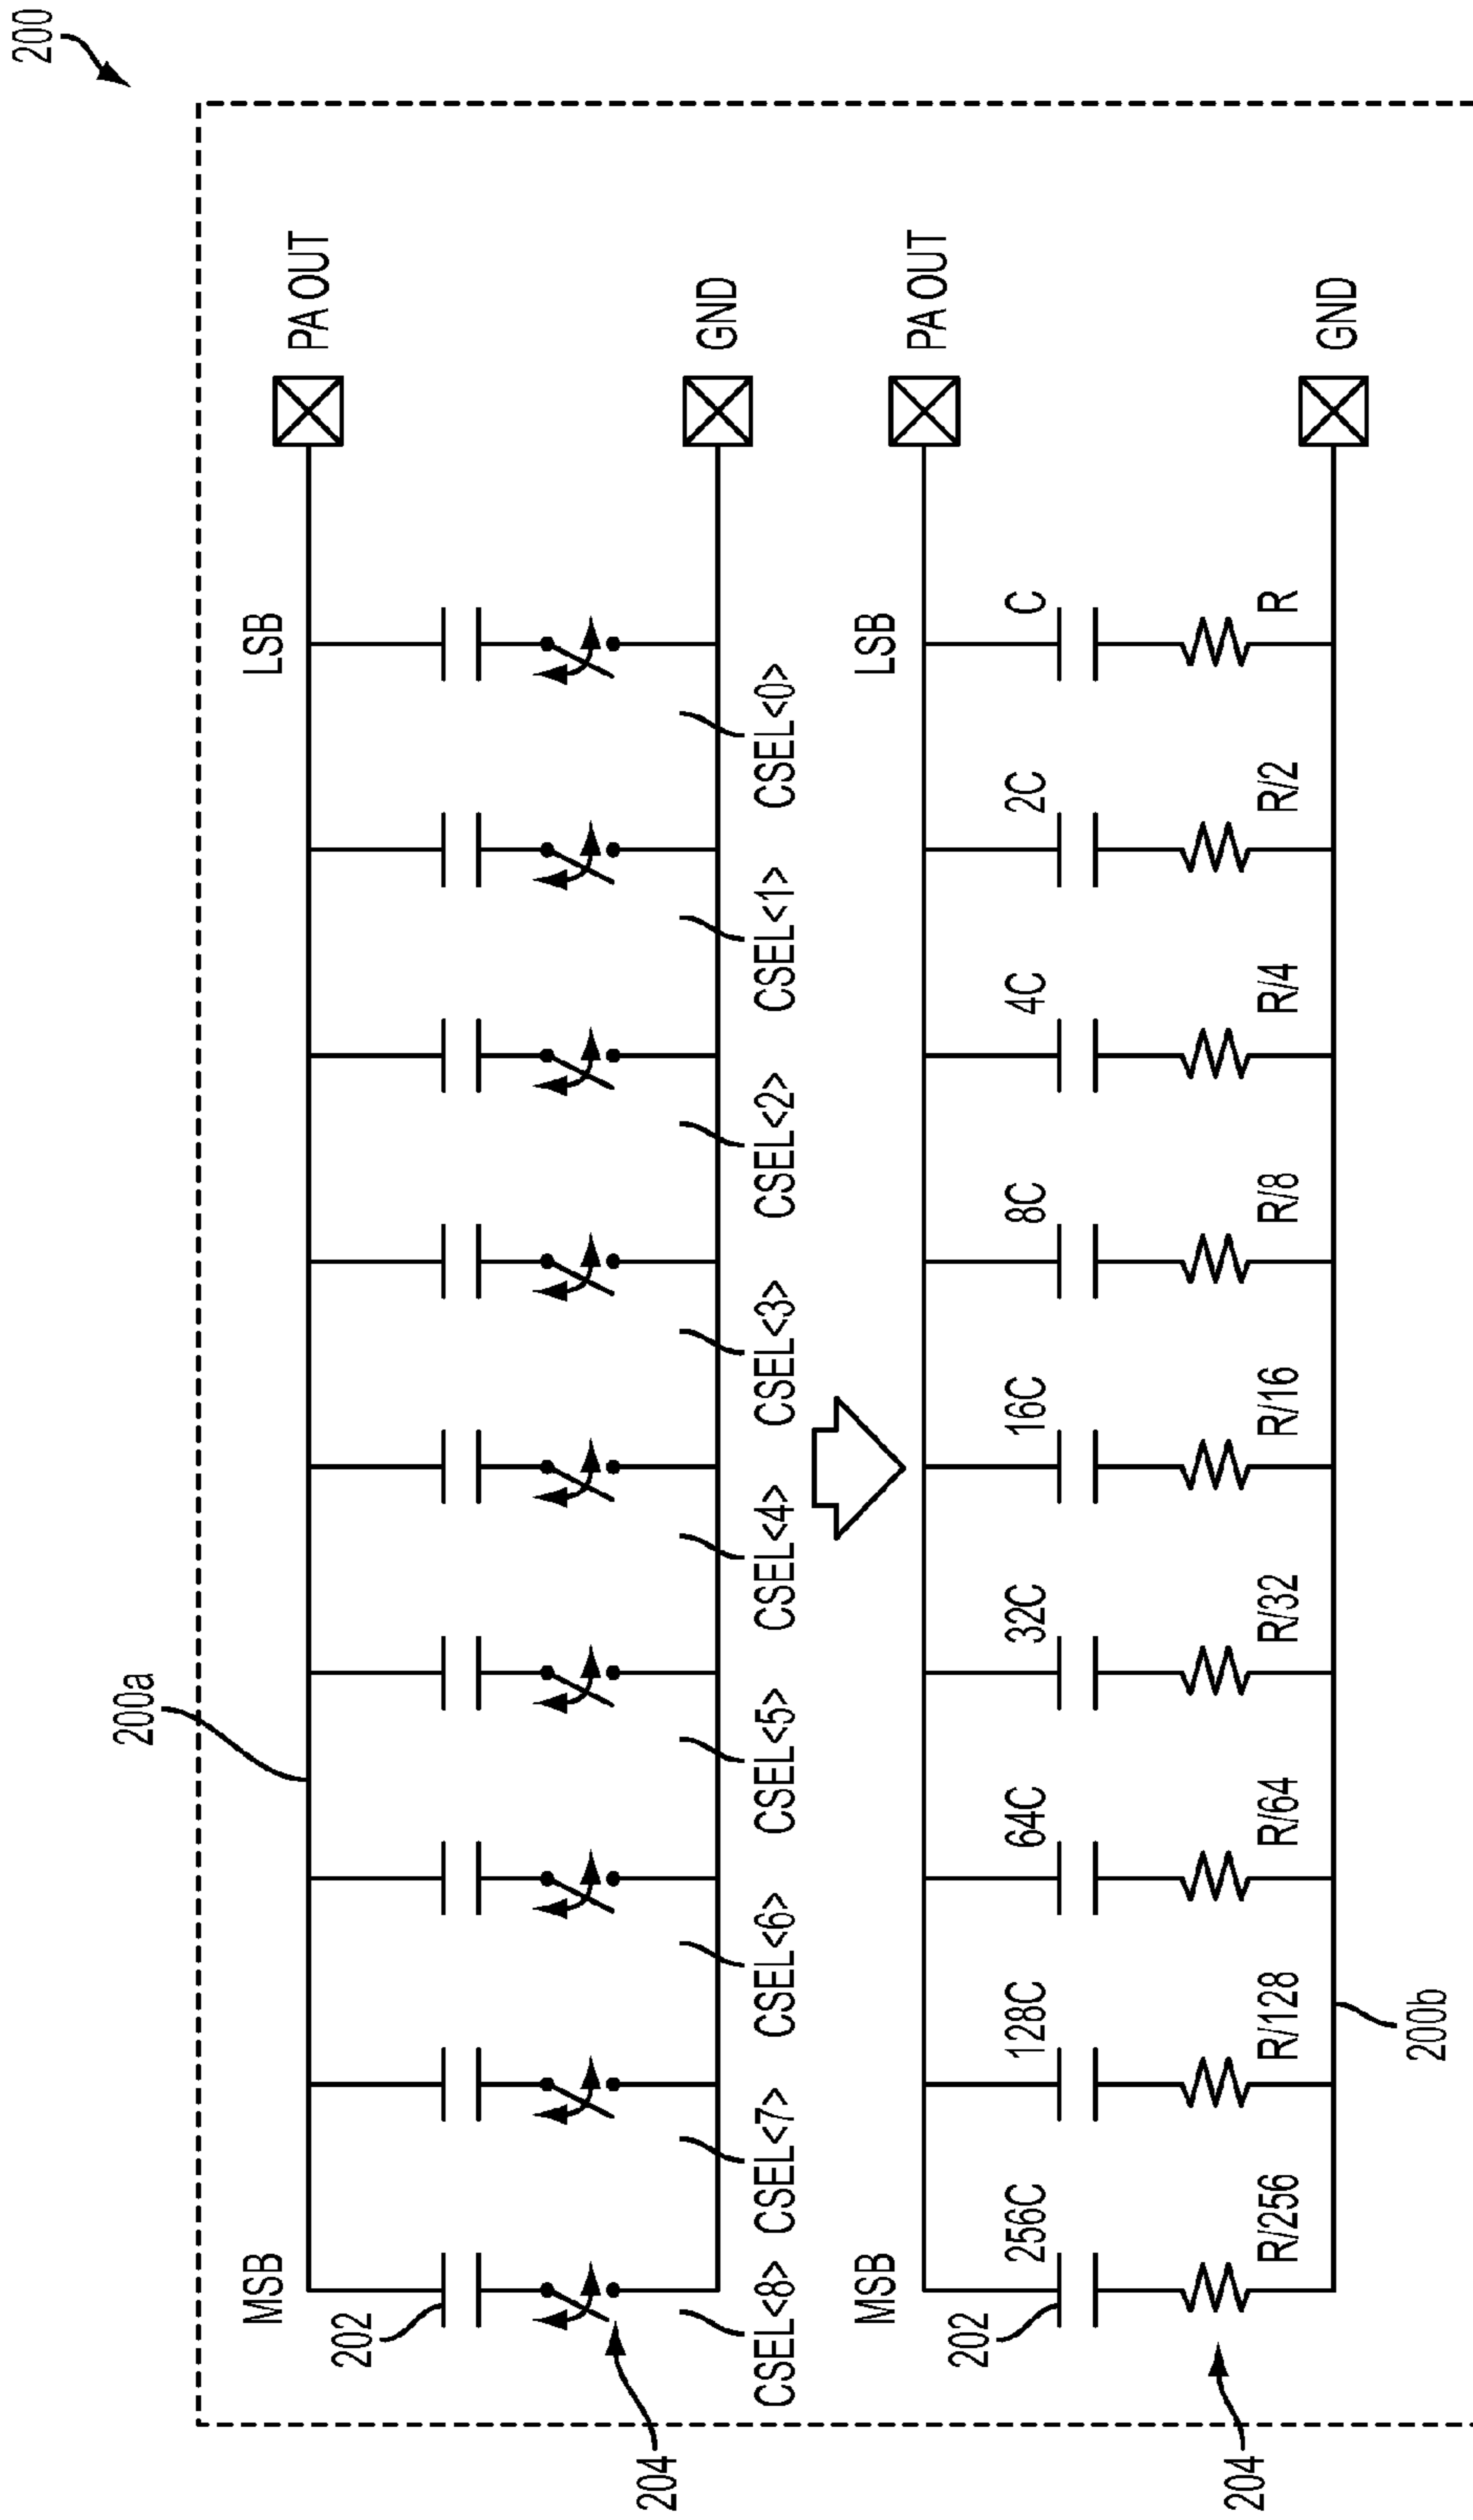 200
200a
MSB
LSB
202
PA OUT
204
GND
CSEL<8>
CSEL<7>
CSEL<6>
CSEL<5>
CSEL<4>
CSEL<3>
CSEL<2>
CSEL<1>
CSEL<0>
MSB
LSB
202
PA OUT
256C
128C
64C
32C
16C
8C
4C
2C
C
204
R/256
R/128
R/64
R/32
R/16
R/8
R/4
R/2
R
GND
200b